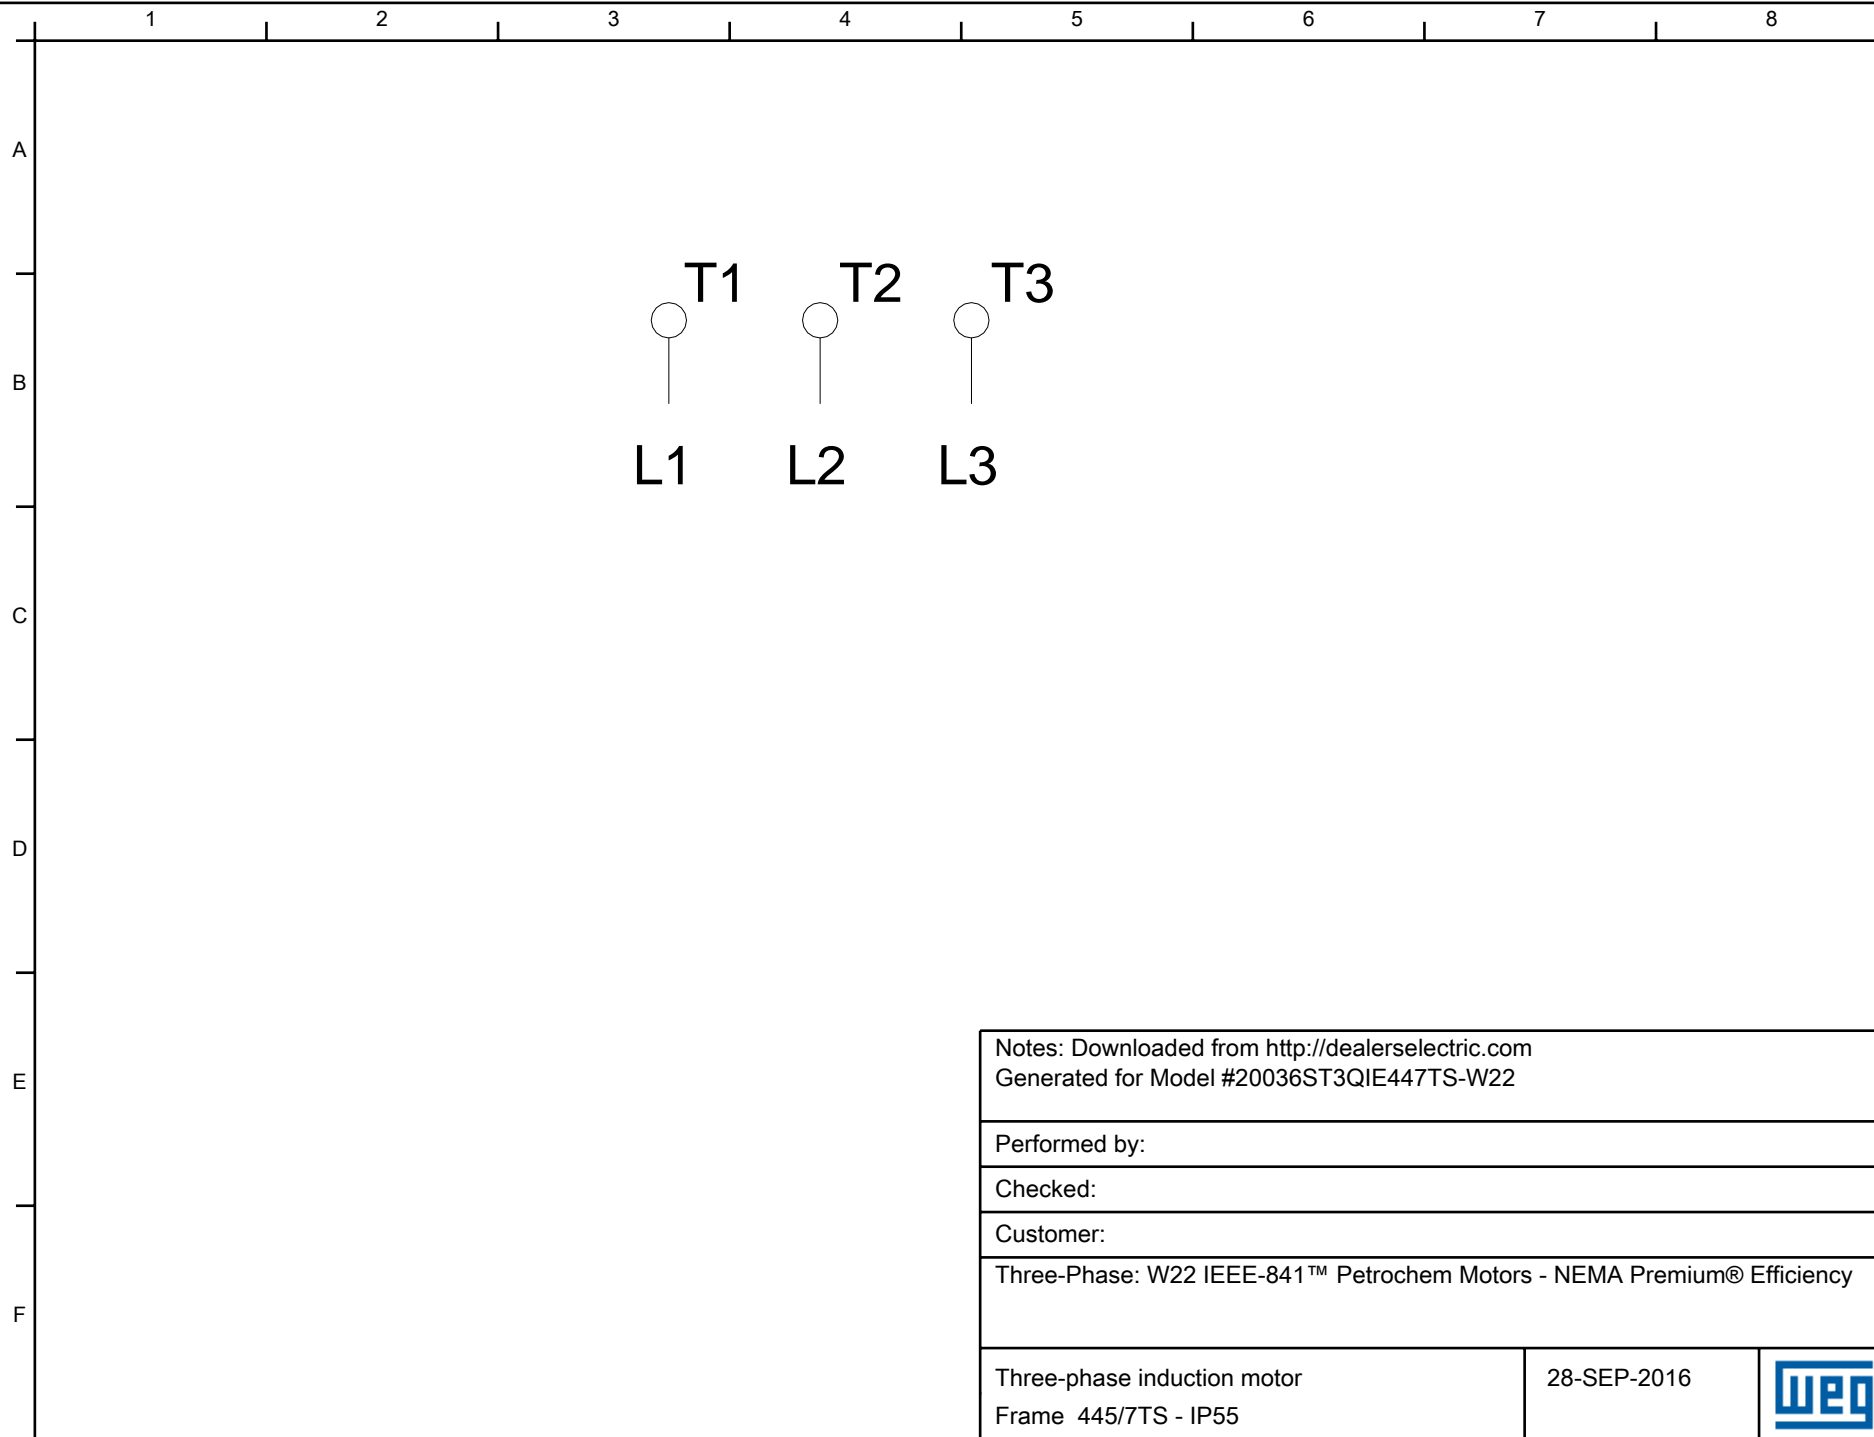 1 2 3 4 5 6 7 8
A
T1 T2 T3
B
L1 L2 L3
C
D
E
Notes: Downloaded from http://dealerselectric.com
Generated for Model #20036ST3QIE447TS-W22
Performed by:
Checked:
Customer:
Three-Phase: W22 IEEE-841™ Petrochem Motors - NEMA Premium® Efficiency
F
Three-phase induction motor
Frame 445/7TS - IP55
28-SEP-2016
weg